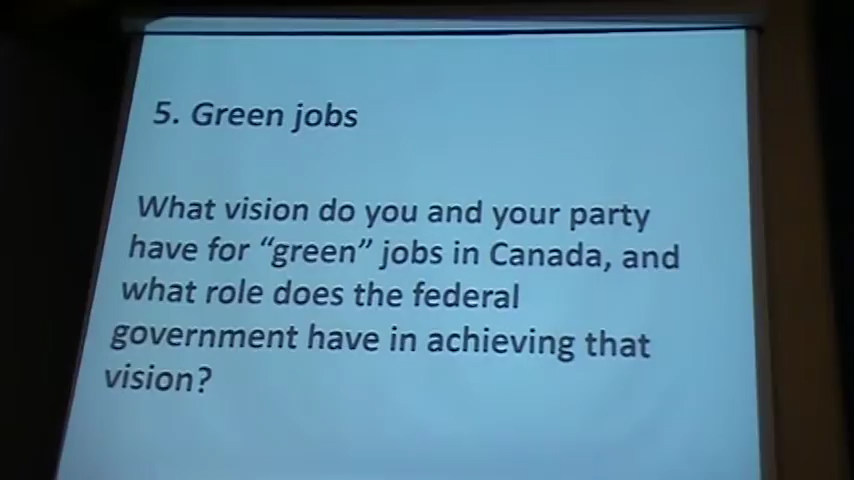 5. Green jobs
What vision do you and your party
have for “green” jobs in Canada, and
what role does the federal
government have in achieving that
vision?